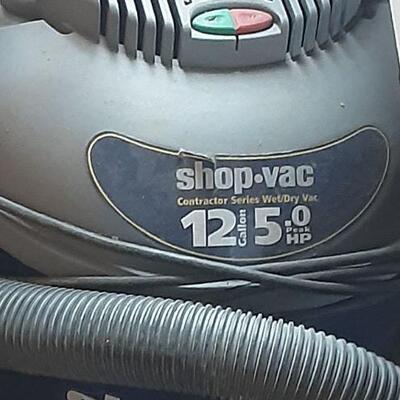 shop·vac
Contractor Series Wet/Dry Vac
12 Gallon 5.0 Peak HP